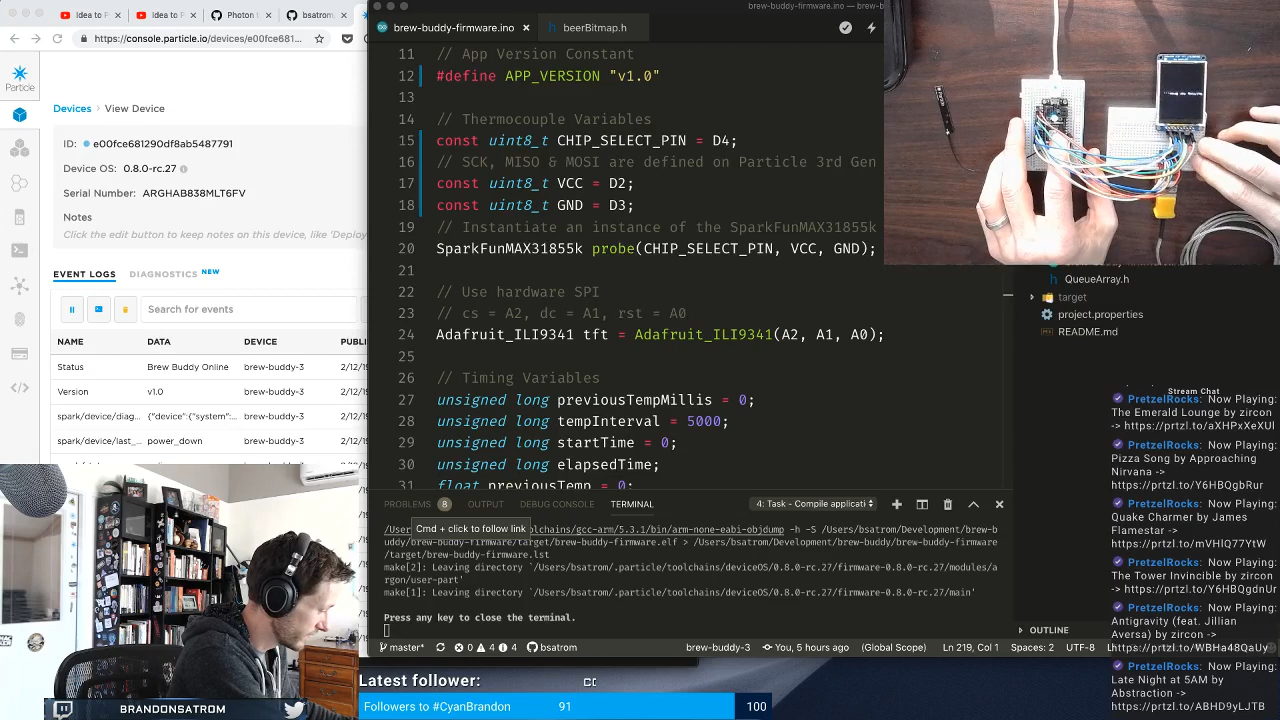 Photon
bsatrom
https://console.particle.io/devices/e00fce681
Particle
Devices > View Device
ID: e00fce681290df8ab5487791
Device OS: 0.8.0-rc.27
Serial Number: ARGHAB838MLT6FV
Notes
Click the edit button to keep notes on this device, like 'Deploy
EVENT LOGS
DIAGNOSTICS NEW
Search for events
NAME DATA DEVICE PUBLI
Status Brew Buddy Online brew-buddy-3 2/12/19
Version v1.0 brew-buddy-3 2/12/19
spark/device/diag... {"device":{"system":... brew-buddy-3 2/12/19
spark/device/last_... power_down brew-buddy-3 2/12/19
brew-buddy-firmware.ino — brew-b
brew-buddy-firmware.ino
beerBitmap.h
11 // App Version Constant
12 #define APP_VERSION "v1.0"
13
14 // Thermocouple Variables
15 const uint8_t CHIP_SELECT_PIN = D4;
16 // SCK, MISO & MOSI are defined on Particle 3rd Gen
17 const uint8_t VCC = D2;
18 const uint8_t GND = D3;
19 // Instantiate an instance of the SparkFunMAX31855k
20 SparkFunMAX31855k probe(CHIP_SELECT_PIN, VCC, GND);
21
22 // Use hardware SPI
23 // cs = A2, dc = A1, rst = A0
24 Adafruit_ILI9341 tft = Adafruit_ILI9341(A2, A1, A0);
25
26 // Timing Variables
27 unsigned long previousTempMillis = 0;
28 unsigned long tempInterval = 5000;
29 unsigned long startTime = 0;
30 unsigned long elapsedTime;
31 float previousTemp = 0;
QueueArray.h
target
project.properties
README.md
OUTLINE
PROBLEMS 8 OUTPUT DEBUG CONSOLE TERMINAL
4: Task - Compile applicati
Cmd + click to follow link
/User olchains/gcc-arm/5.3.1/bin/arm-none-eabi-objdump -h -S /Users/bsatrom/Development/brew-b
uddy/brew-buddy-firmware/target/brew-buddy-firmware.elf > /Users/bsatrom/Development/brew-buddy/brew-buddy-firmware
/target/brew-buddy-firmware.lst
make[2]: Leaving directory `/Users/bsatrom/.particle/toolchains/deviceOS/0.8.0-rc.27/firmware-0.8.0-rc.27/modules/a
rgon/user-part'
make[1]: Leaving directory `/Users/bsatrom/.particle/toolchains/deviceOS/0.8.0-rc.27/firmware-0.8.0-rc.27/main'
Press any key to close the terminal.
master* 0 4 4 bsatrom brew-buddy-3 You, 5 hours ago (Global Scope) Ln 219, Col 1 Spaces: 2 UTF-8
Stream Chat
PretzelRocks: Now Playing:
The Emerald Lounge by zircon
-> https://prtzl.to/aXHPxXeXUl
PretzelRocks: Now Playing:
Pizza Song by Approaching
Nirvana ->
https://prtzl.to/Y6HBQgbRur
PretzelRocks: Now Playing:
Quake Charmer by James
Flamestar ->
https://prtzl.to/mVHlQ77YtW
PretzelRocks: Now Playing:
The Tower Invincible by zircon
-> https://prtzl.to/Y6HBQgdnUr
PretzelRocks: Now Playing:
Antigravity (feat. Jillian
Aversa) by zircon ->
https://prtzl.to/WBHa48QaUy
PretzelRocks: Now Playing:
Late Night at 5AM by
Abstraction ->
https://prtzl.to/ABHD9yLJTB
Latest follower:
Followers to #CyanBrandon 91 100
BRANDONSATROM